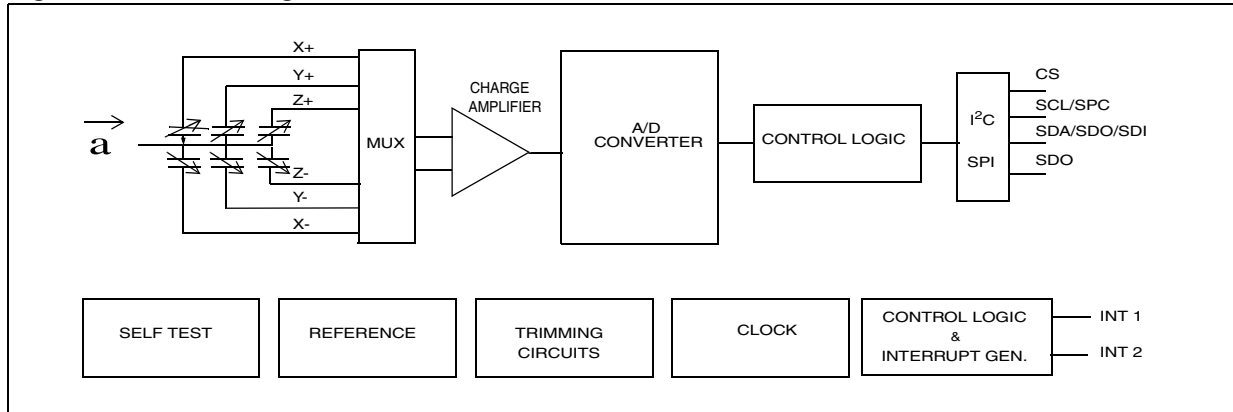 X+
Y+
Z+
a
Z-
Y-
X-
MUX
CHARGE
AMPLIFIER
A/D
CONVERTER
CONTROL LOGIC
I²C
SPI
CS
SCL/SPC
SDA/SDO/SDI
SDO
SELF TEST
REFERENCE
TRIMMING
CIRCUITS
CLOCK
CONTROL LOGIC
&
INTERRUPT GEN.
INT 1
INT 2